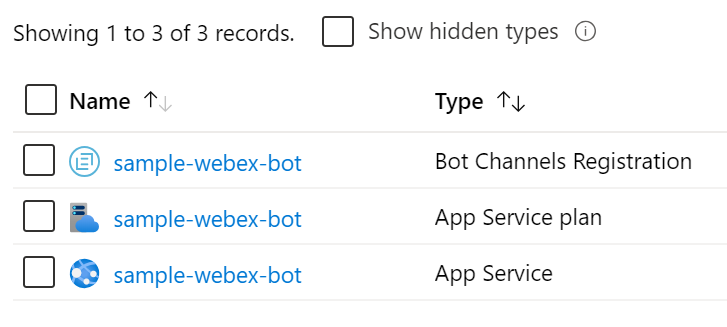 Showing 1 to 3 of 3 records. Show hidden types
Name Type
sample-webex-bot Bot Channels Registration
sample-webex-bot App Service plan
sample-webex-bot App Service